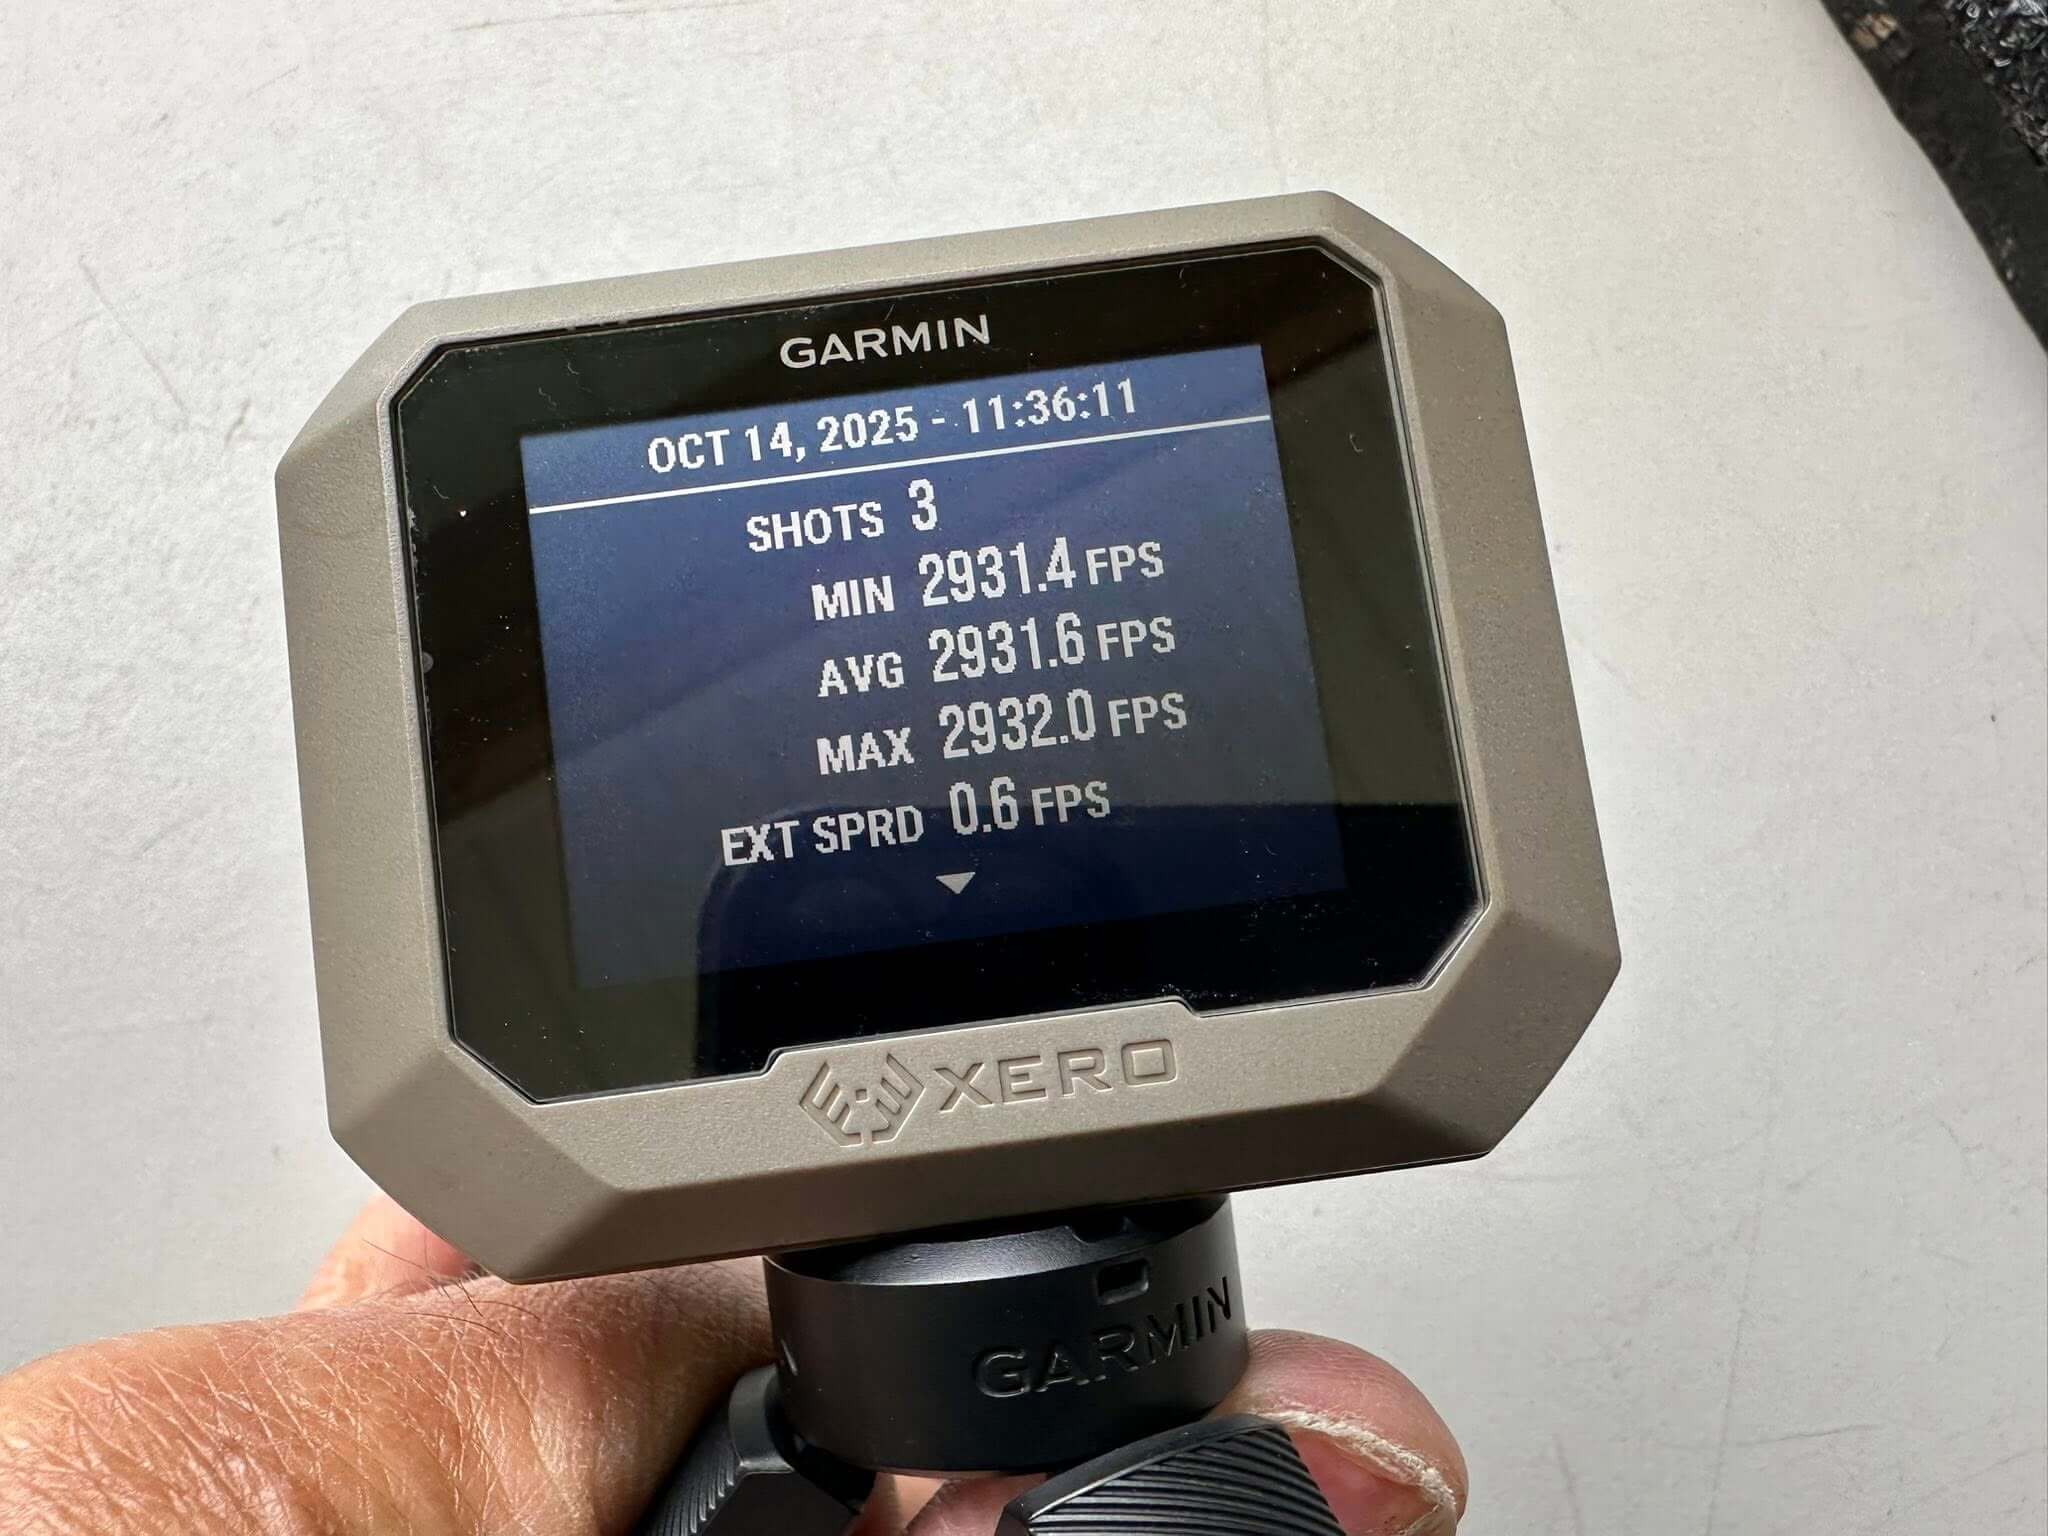 GARMIN
OCT 14, 2025 - 11:36:11
SHOTS 3
MIN 2931.4 FPS
AVG 2931.6 FPS
MAX 2932.0 FPS
EXT SPRD 0.6 FPS
XERO
GARMIN